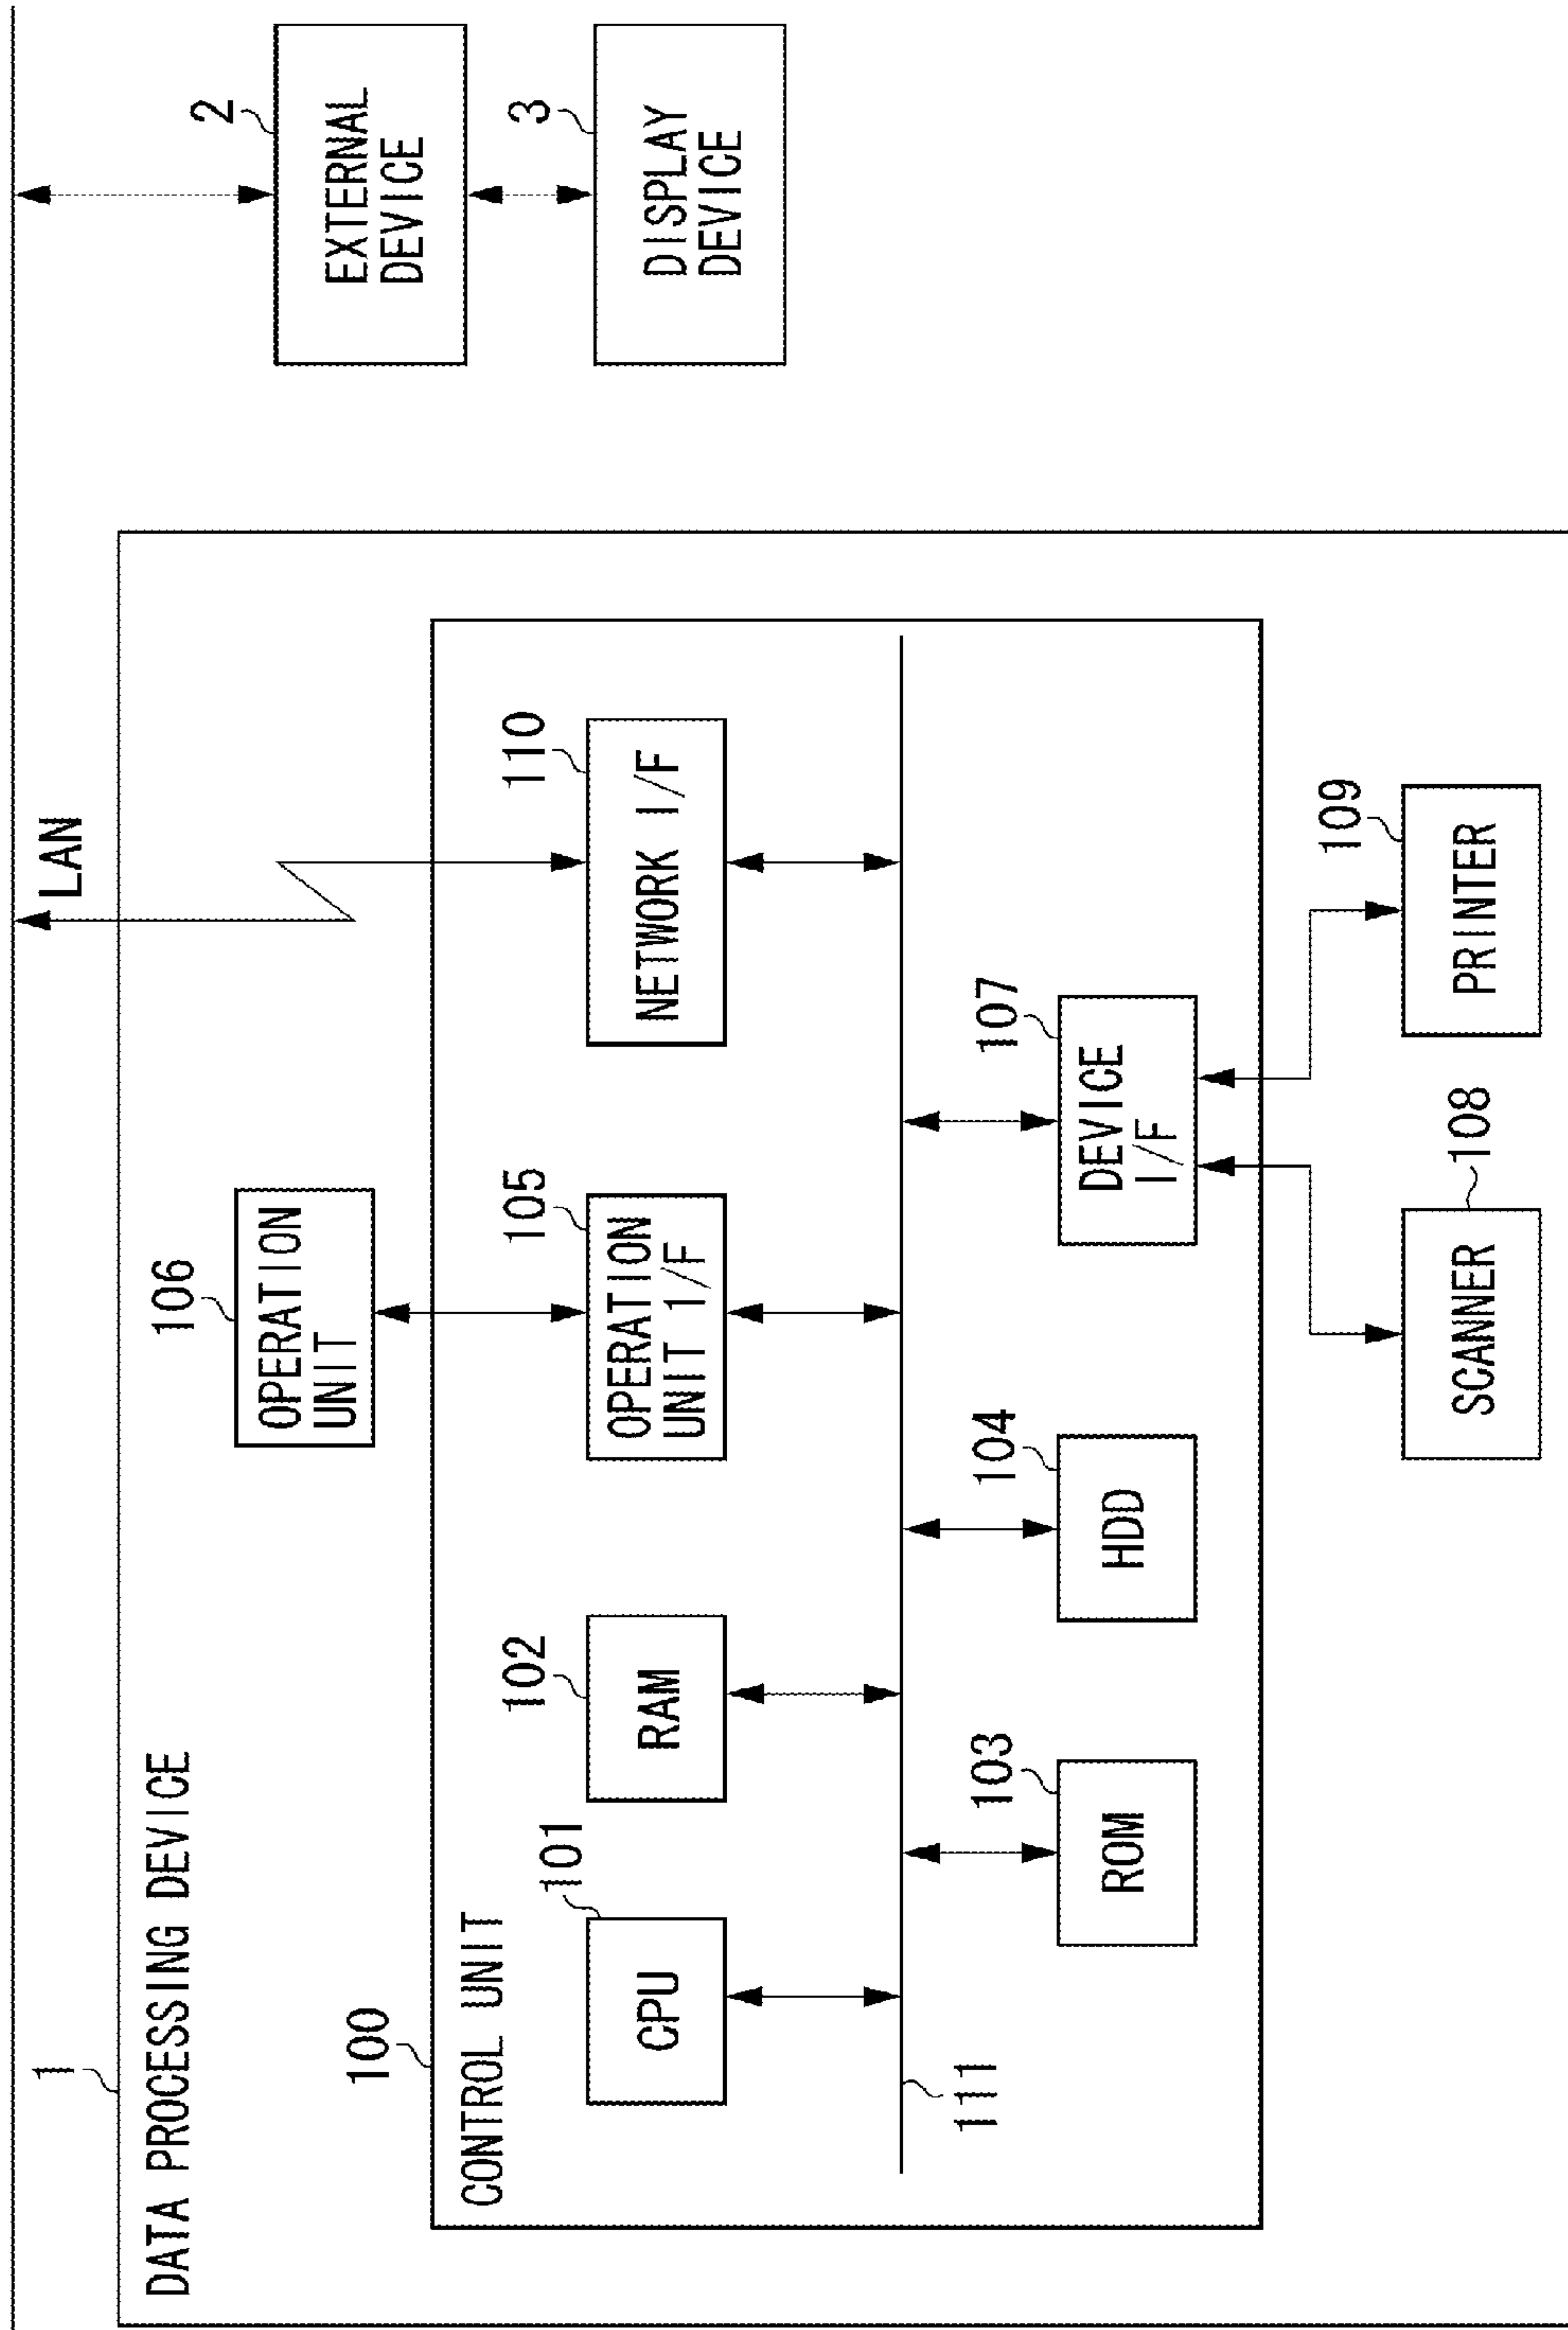 LAN
1
DATA PROCESSING DEVICE
106
OPERATION
UNIT
100
CONTROL UNIT
101
CPU
102
RAM
105
OPERATION
UNIT I/F
110
NETWORK I/F
111
103
ROM
104
HDD
107
DEVICE
I/F
108
SCANNER
109
PRINTER
2
EXTERNAL
DEVICE
3
DISPLAY
DEVICE